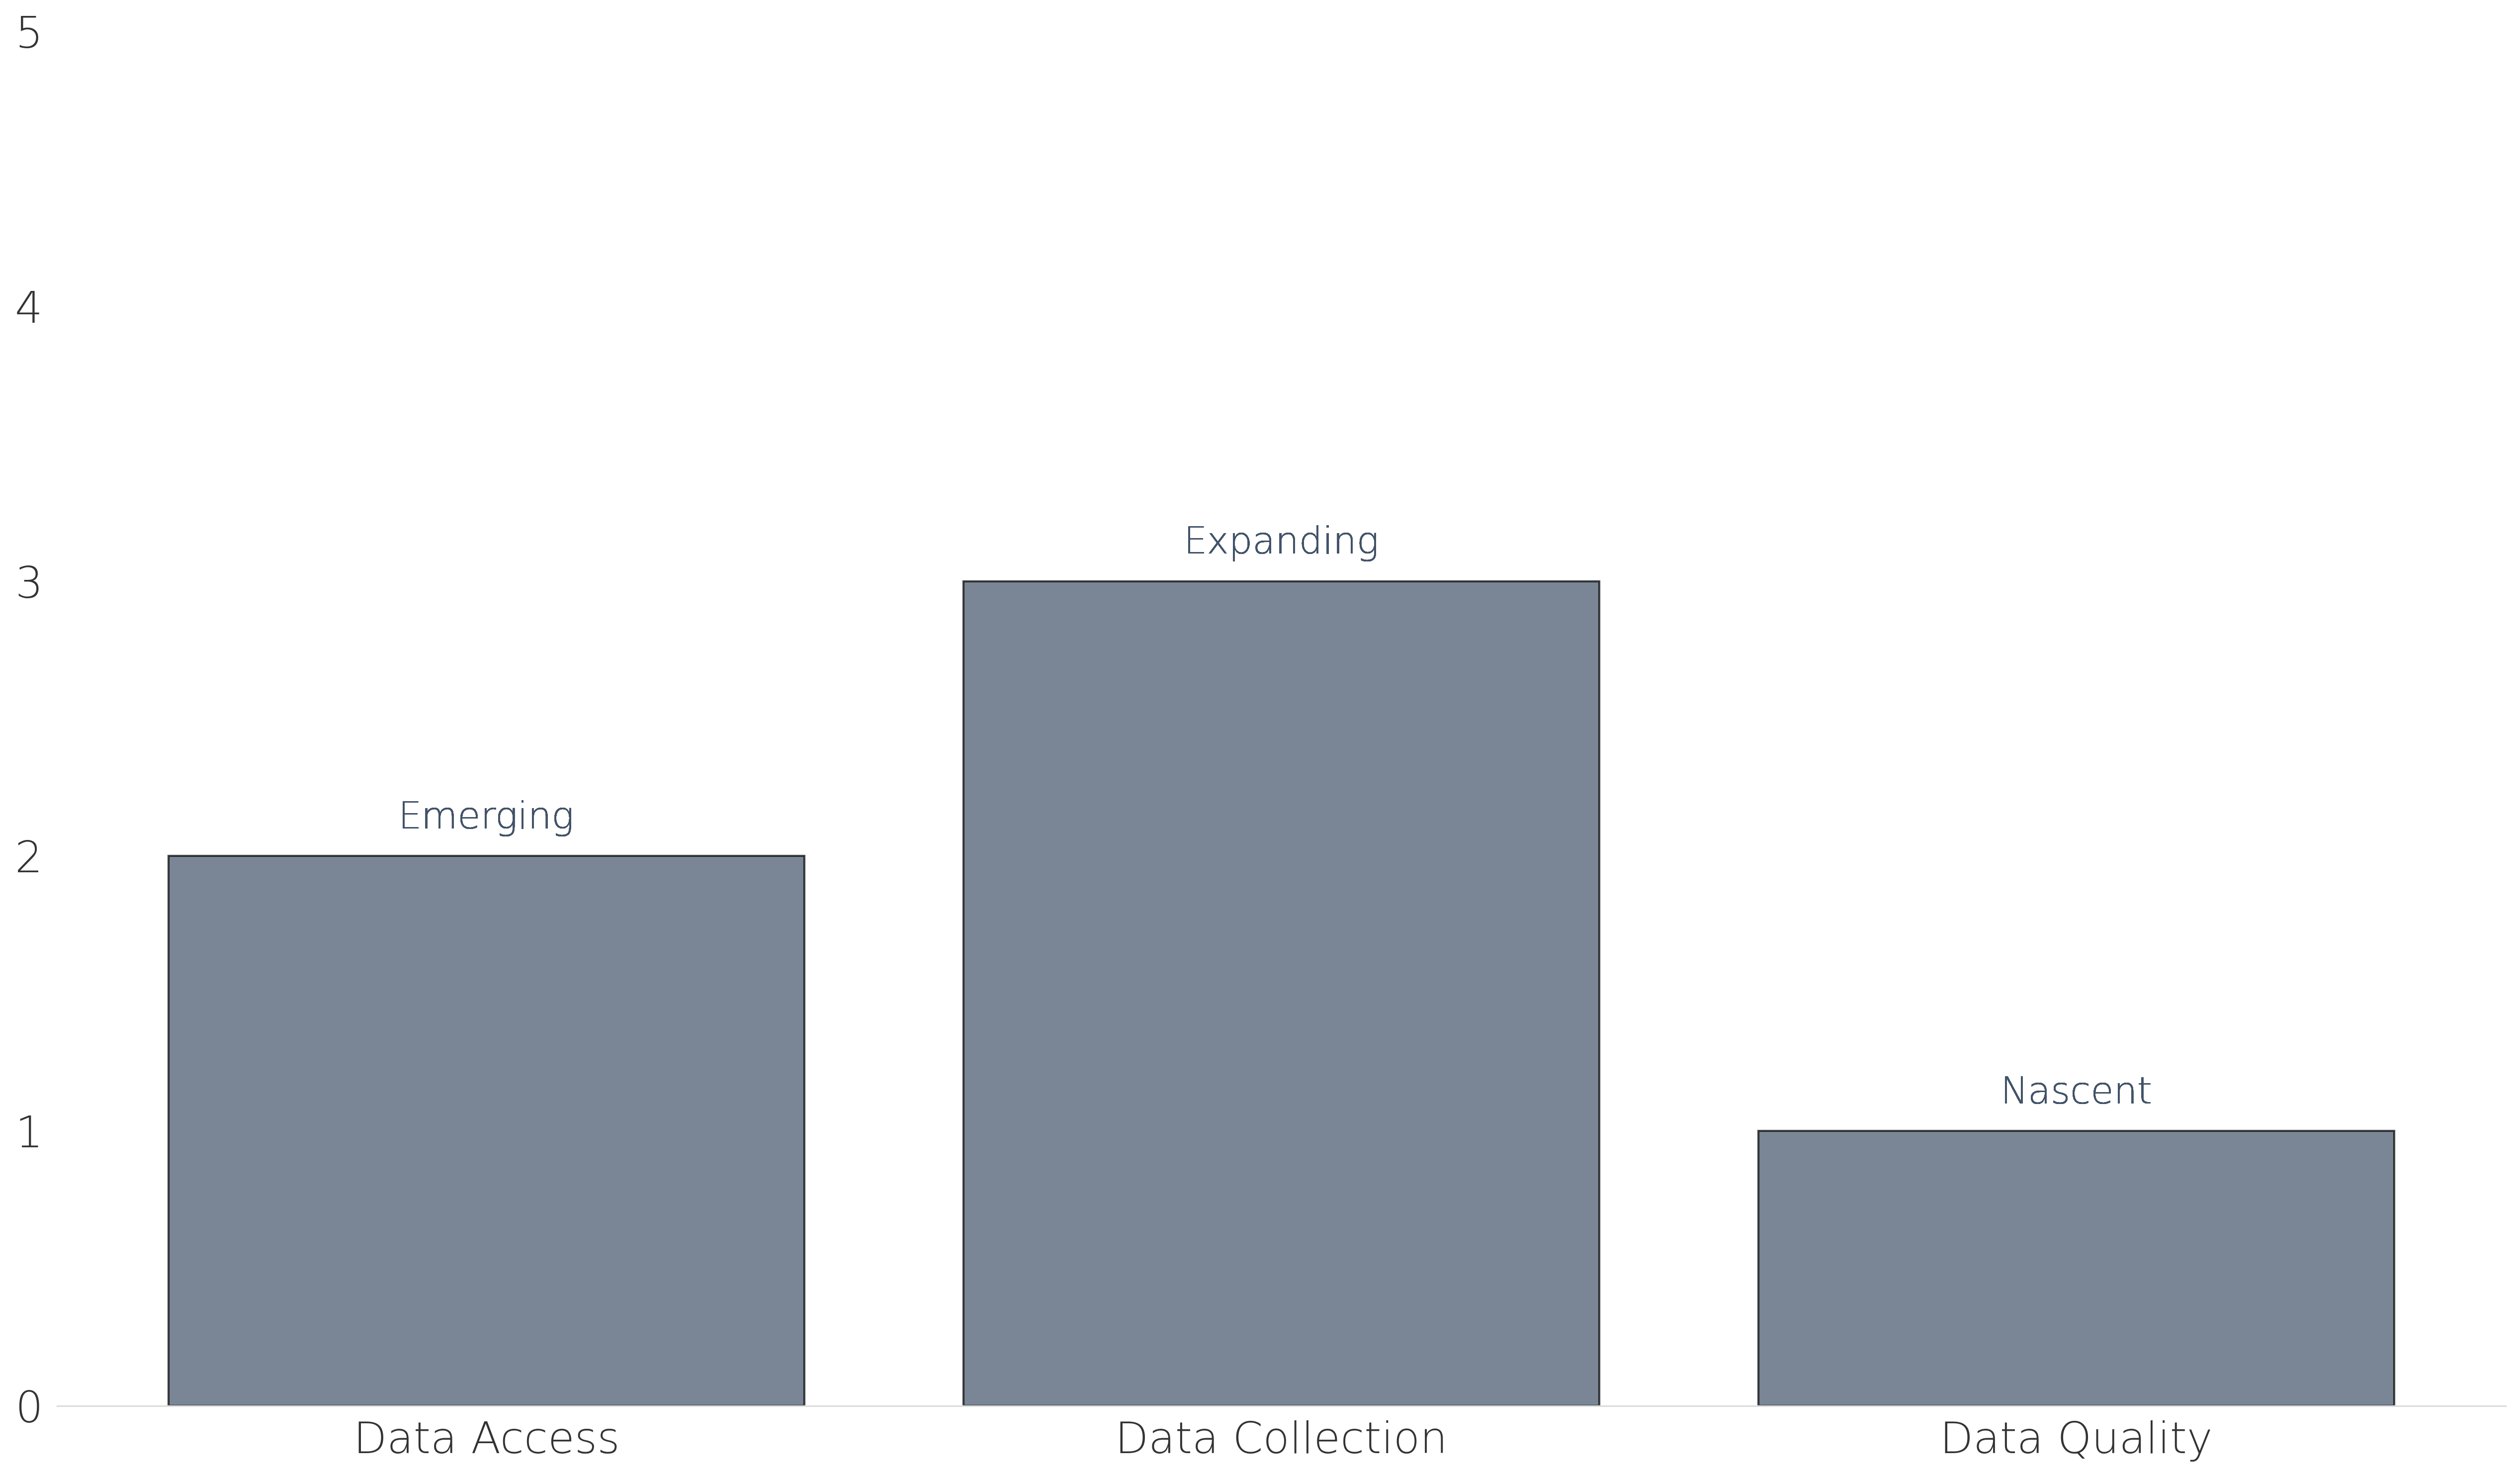 5
4
3
2
1
0
Expanding
Emerging
Nascent
Data Access
Data Collection
Data Quality